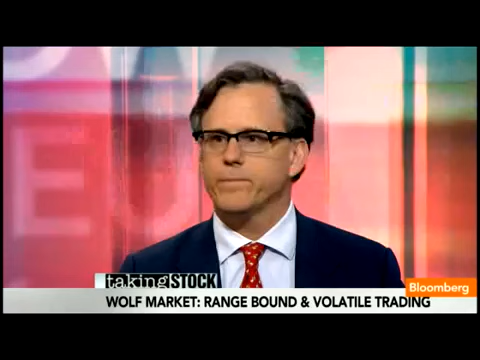 takingSTOCK
Bloomberg
WOLF MARKET: RANGE BOUND & VOLATILE TRADING